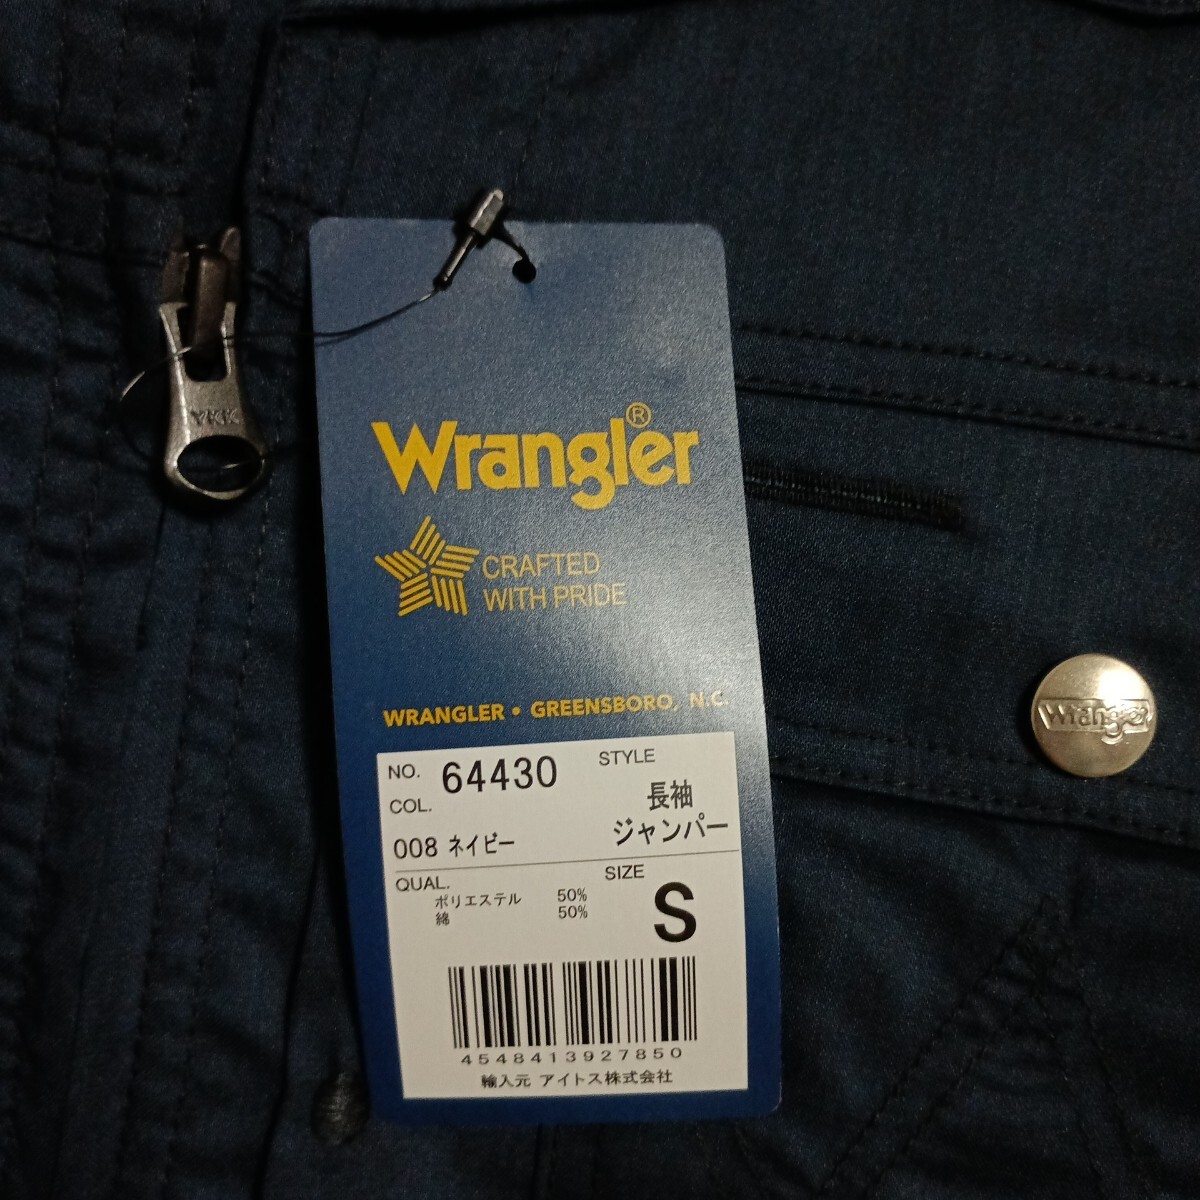 YKK
Wrangler®
CRAFTED
WITH PRIDE
WRANGLER • GREENSBORO, N.C.
NO. 64430
STYLE
長袖
ジャンパー
COL.
008 ネイビー
QUAL.
ポリエステル 50%
綿 50%
SIZE
S
4548413927850
輸入元 アイトス株式会社
Wrangler